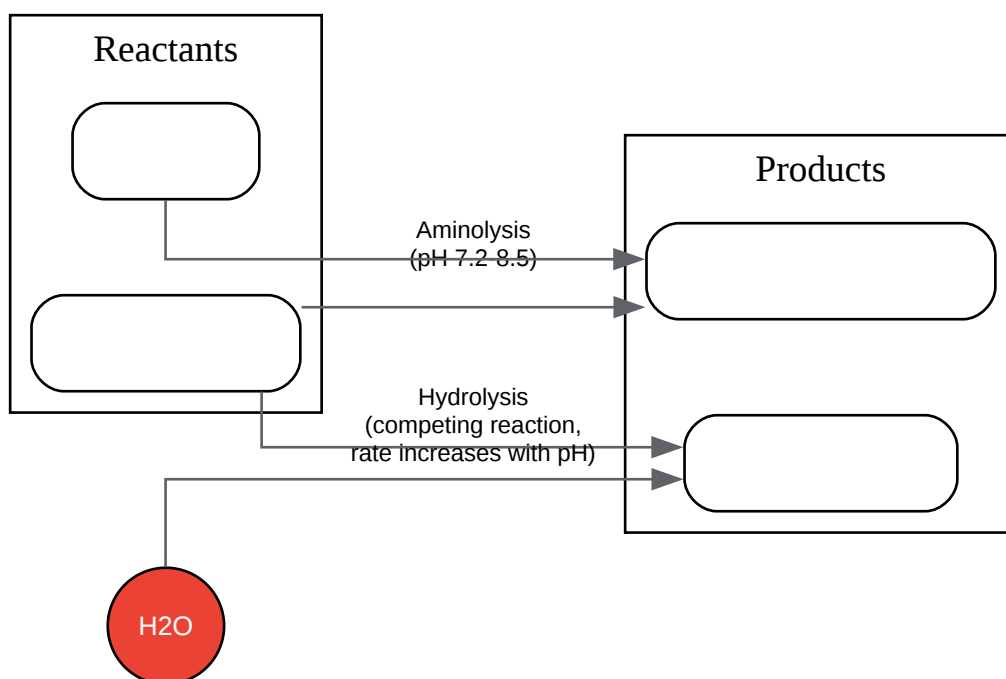 Reactants
Products
Aminolysis
(pH 7.2-8.5)
Hydrolysis
(competing reaction,
rate increases with pH)
H2O